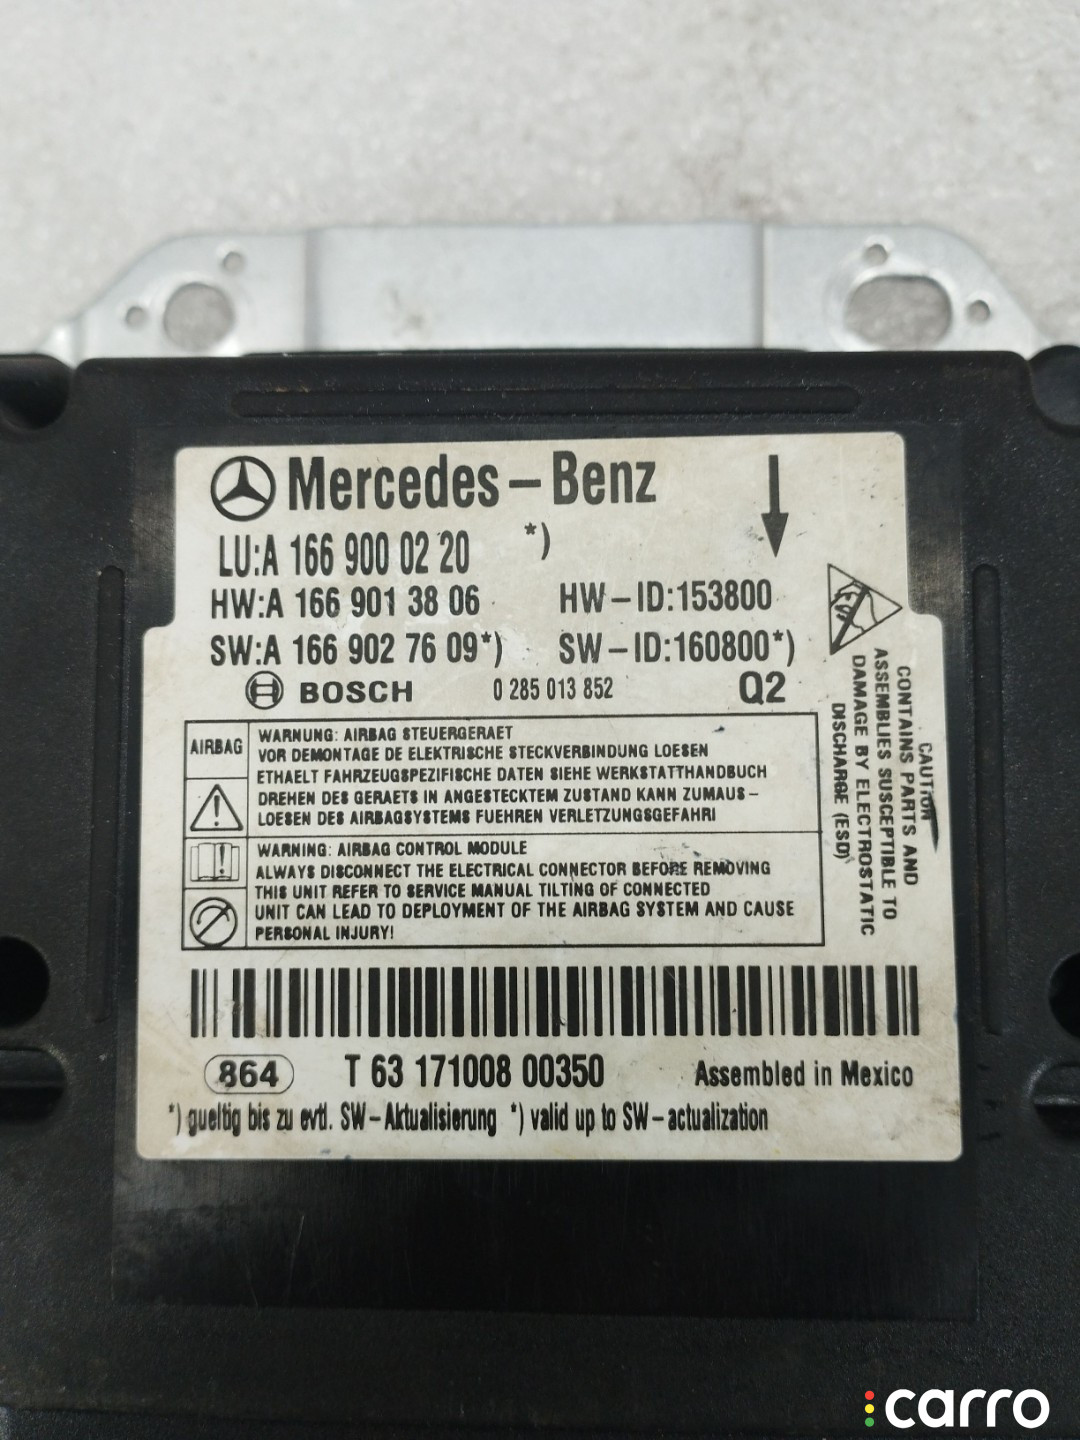 Mercedes-Benz
LU:A 166 900 02 20 *)
HW:A 166 901 38 06 HW-ID:153800
SW:A 166 902 76 09*) SW-ID:160800*)
BOSCH 0 285 013 852 Q2
AIRBAG
WARNUNG: AIRBAG STEUERGERAET
VOR DEMONTAGE DE ELEKTRISCHE STECKVERBINDUNG LOESEN
ETHAELT FAHRZEUGSPEZIFISCHE DATEN SIEHE WERKSTATTHANDBUCH
DREHEN DES GERAETS IN ANGESTECKTEM ZUSTAND KANN ZUMAUS-
LOESEN DES AIRBAGSYSTEMS FUEHREN VERLETZUNGSGEFAHR!
WARNING: AIRBAG CONTROL MODULE
ALWAYS DISCONNECT THE ELECTRICAL CONNECTOR BEFORE REMOVING
THIS UNIT REFER TO SERVICE MANUAL TILTING OF CONNECTED
UNIT CAN LEAD TO DEPLOYMENT OF THE AIRBAG SYSTEM AND CAUSE
PERSONAL INJURY!
CAUTION
CONTAINS PARTS AND
ASSEMBLIES SUSCEPTIBLE TO
DAMAGE BY ELECTROSTATIC
DISCHARGE (ESD)
864 T 63 171008 00350 Assembled in Mexico
*) gueltig bis zu evtl. SW-Aktualisierung *) valid up to SW-actualization
carro